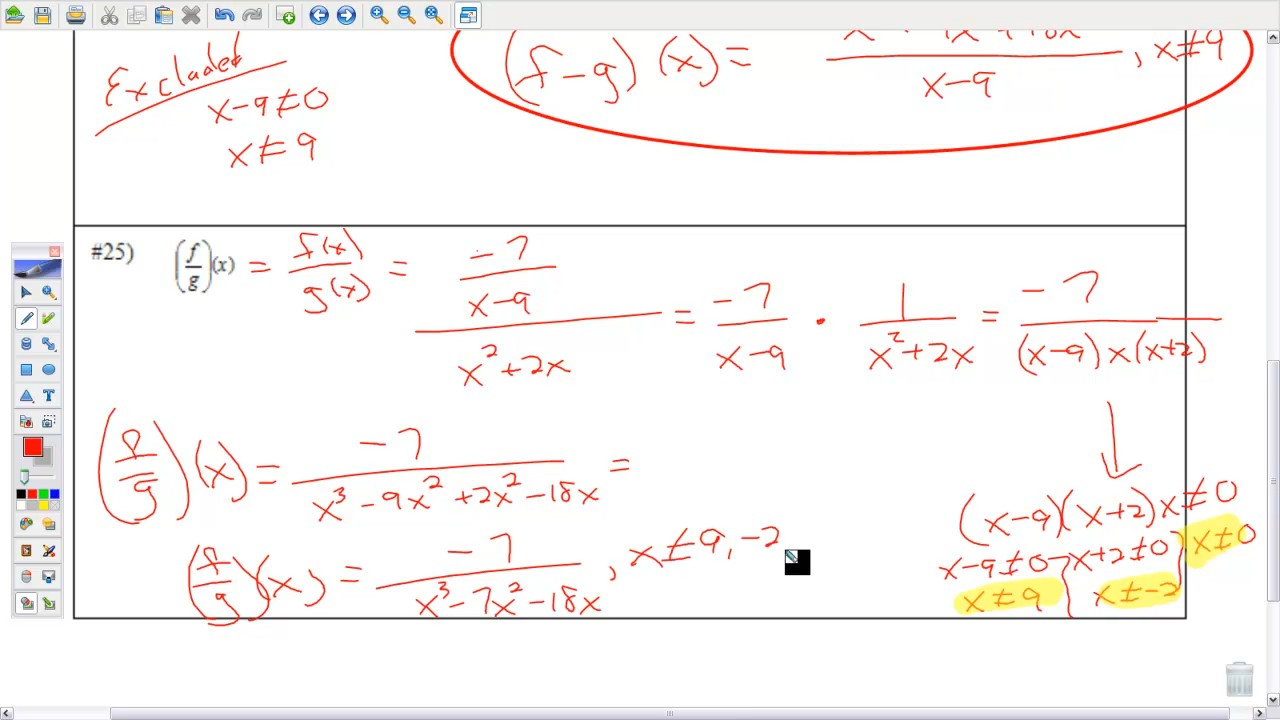 Excluded
x-9≠0
x≠9
(f-g)(x)=
x-9
, x≠9
#25) (f/g)(x) = f(x)/g(x) = (-7/(x-9))/(x²+2x) = -7/(x-9) · 1/(x²+2x) = -7/((x-9)x(x+2))
(f/g)(x) = -7/(x³-9x²+2x²-18x) =
(f/g)(x) = -7/(x³-7x²-18x), x≠9,-2
(x-9)(x+2)x≠0
x-9≠0 x+2≠0 x≠0
x≠9 x≠-2